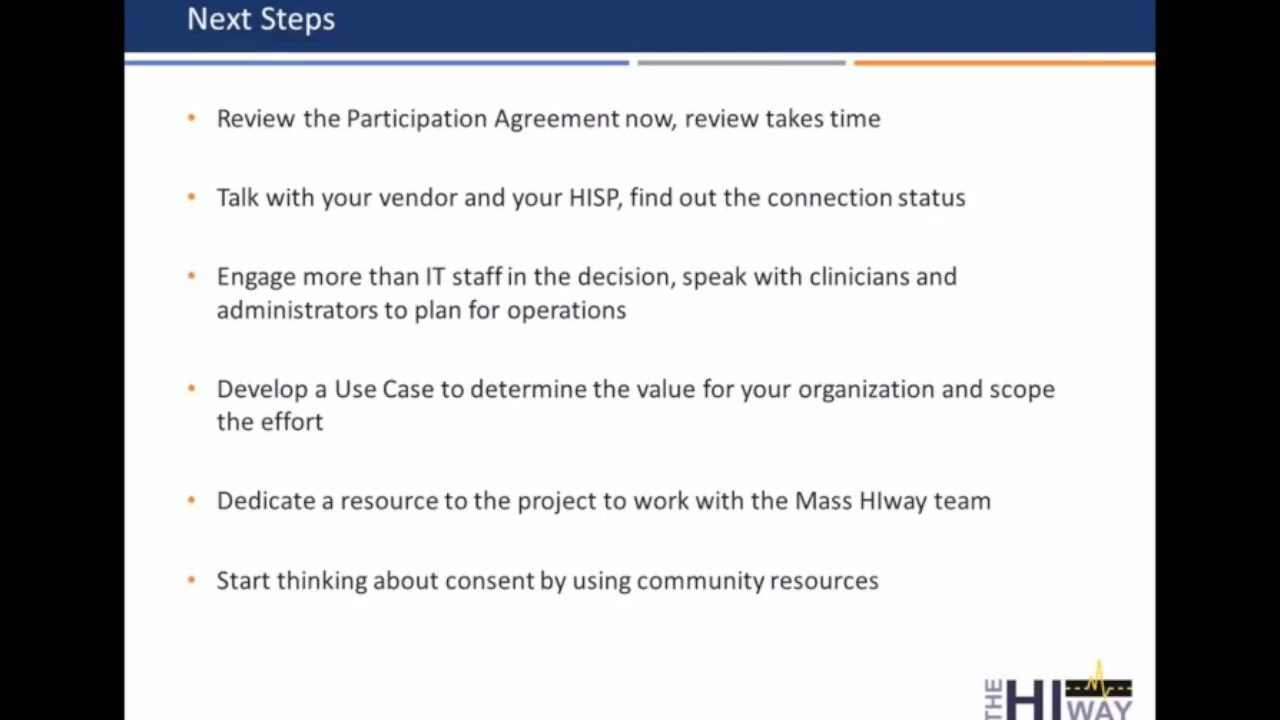 Next Steps
• Review the Participation Agreement now, review takes time
• Talk with your vendor and your HISP, find out the connection status
• Engage more than IT staff in the decision, speak with clinicians and
administrators to plan for operations
• Develop a Use Case to determine the value for your organization and scope
the effort
• Dedicate a resource to the project to work with the Mass HIway team
• Start thinking about consent by using community resources
THE HI WAY